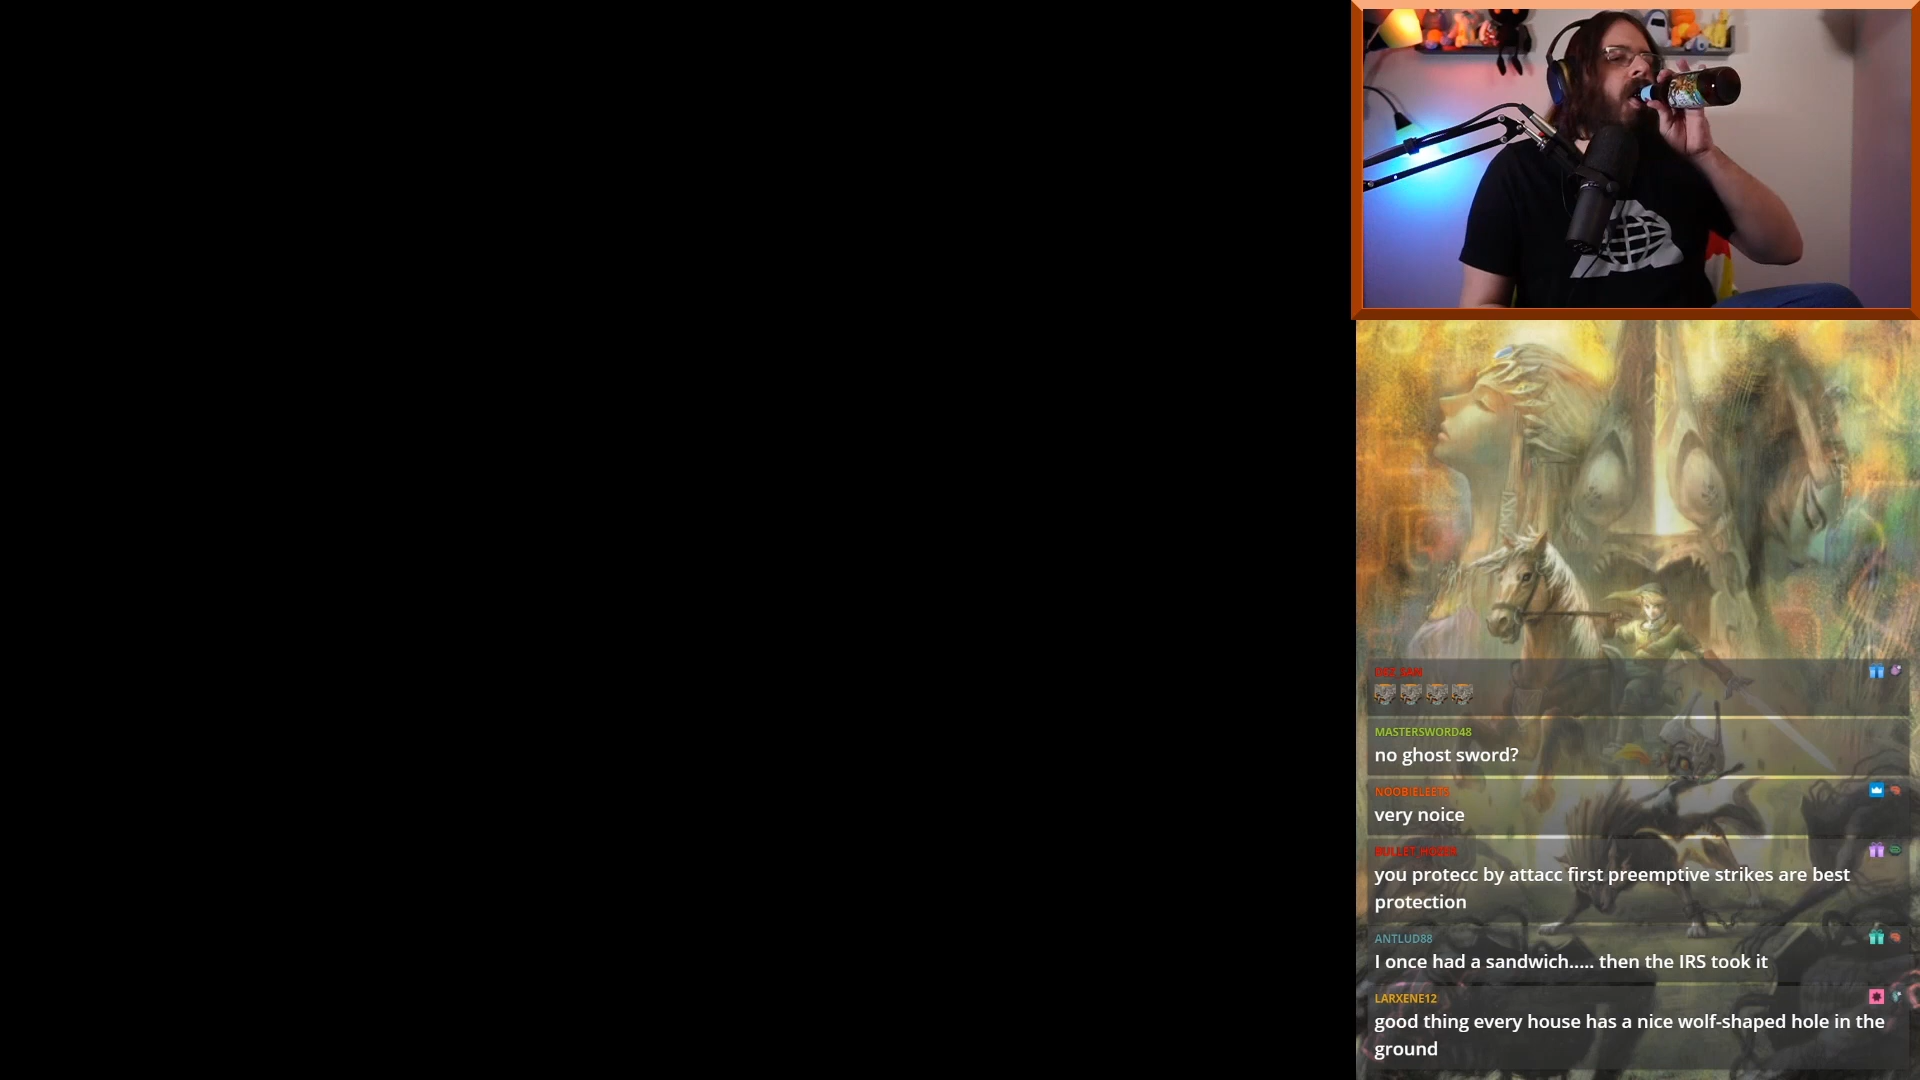 MASTERSWORD48
no ghost sword?
NOOBIELEETS
very noice
you protecc by attacc first preemptive strikes are best
protection
ANTLUD88
I once had a sandwich..... then the IRS took it
LARXENE12
good thing every house has a nice wolf-shaped hole in the
ground